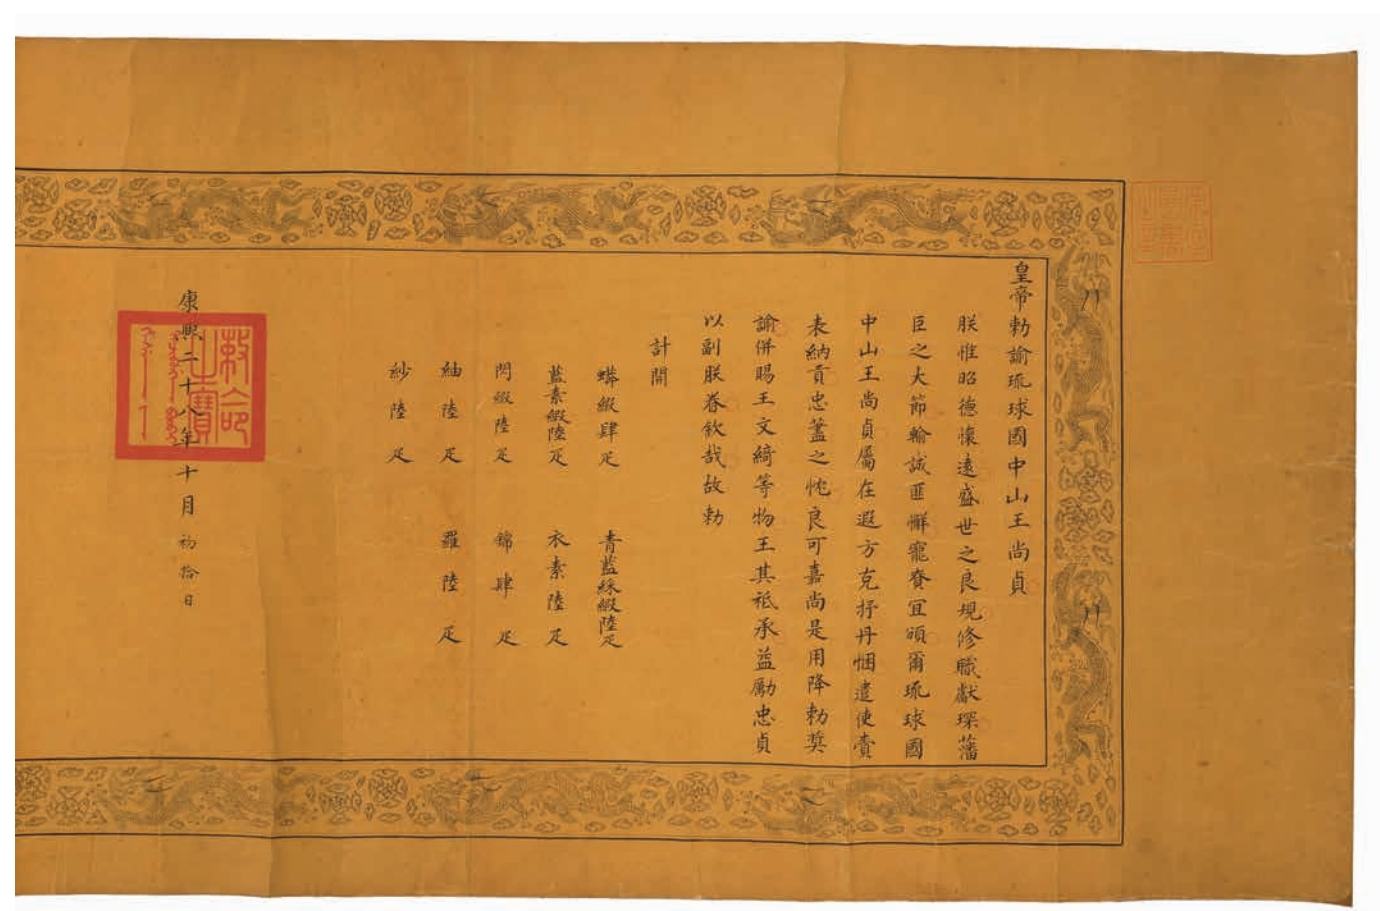 皇帝勅諭琉球國中山王尚貞
朕惟昭德懷遠盛世之良規修職獻琛藩
臣之大節輸誠匪懈寵賚宜頒爾琉球國
中山王尚貞屬在遐方克抒丹悃遣使賫
表納貢忠藎之忱良可嘉尚是用降勅奬
諭併賜王文綺等物王其祗承益勵忠貞
以副朕眷欽哉故勅
計開
蟒緞肆疋 青藍綵緞陸疋
藍素緞陸疋 衣素陸疋
閃緞陸疋 錦肆疋
紬陸疋 羅陸疋
紗陸疋
康熙二十八年十月初拾日
敕命之寶